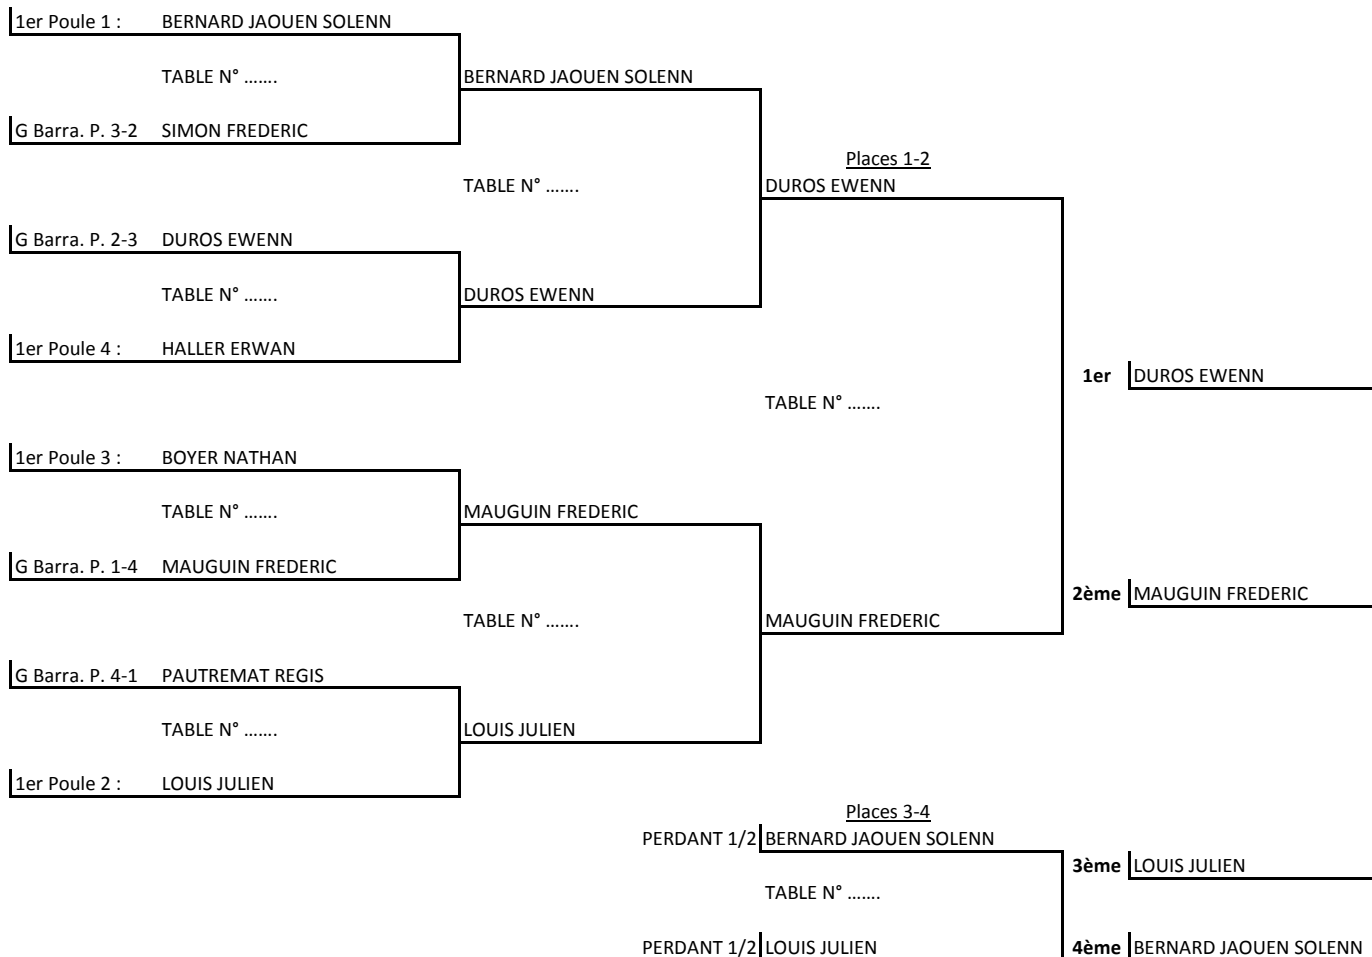 1er Poule 1 : BERNARD JAOUEN SOLENN
TABLE N° ....... BERNARD JAOUEN SOLENN
G Barra. P. 3-2 SIMON FREDERIC
Places 1-2
TABLE N° ....... DUROS EWENN
G Barra. P. 2-3 DUROS EWENN
TABLE N° ....... DUROS EWENN
1er Poule 4 : HALLER ERWAN
1er DUROS EWENN
TABLE N° .......
1er Poule 3 : BOYER NATHAN
TABLE N° ....... MAUGUIN FREDERIC
G Barra. P. 1-4 MAUGUIN FREDERIC
2ème MAUGUIN FREDERIC
TABLE N° ....... MAUGUIN FREDERIC
G Barra. P. 4-1 PAUTREMAT REGIS
TABLE N° ....... LOUIS JULIEN
1er Poule 2 : LOUIS JULIEN
Places 3-4
PERDANT 1/2 BERNARD JAOUEN SOLENN
3ème LOUIS JULIEN
TABLE N° .......
PERDANT 1/2 LOUIS JULIEN 4ème BERNARD JAOUEN SOLENN